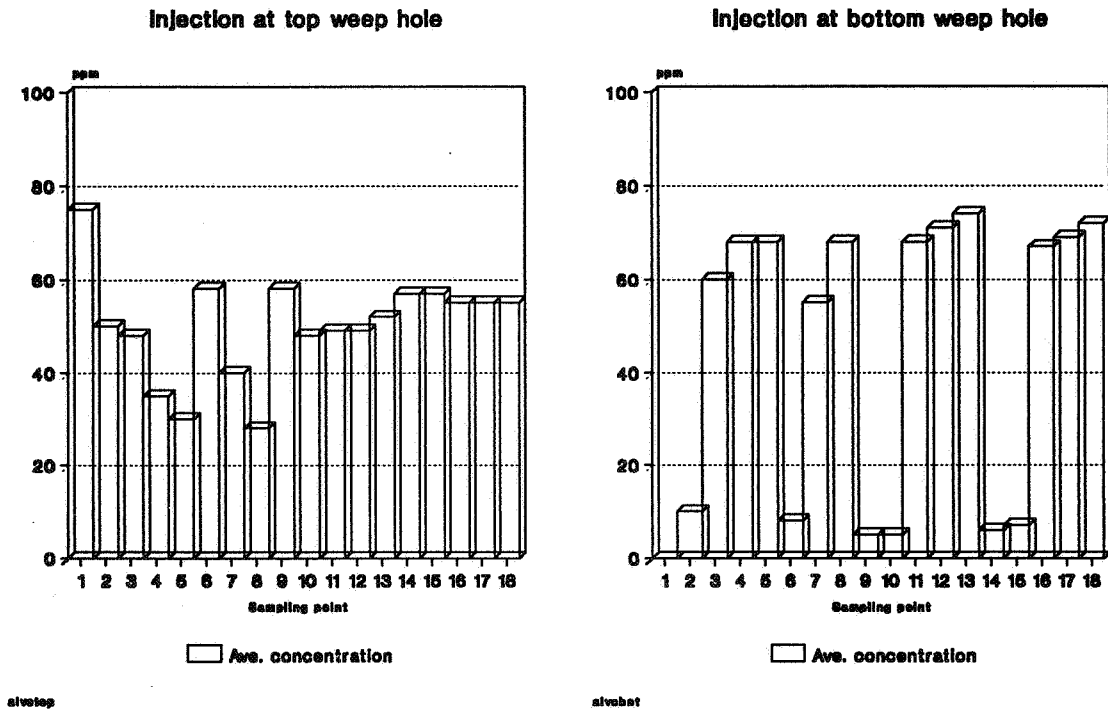 Injection at top weep hole
ppm
100
80
60
40
20
0
1 2 3 4 5 6 7 8 9 10 11 12 13 14 15 16 17 18
Sampling point
Ave. concentration
Injection at bottom weep hole
ppm
100
80
60
40
20
0
1 2 3 4 5 6 7 8 9 10 11 12 13 14 15 16 17 18
Sampling point
Ave. concentration